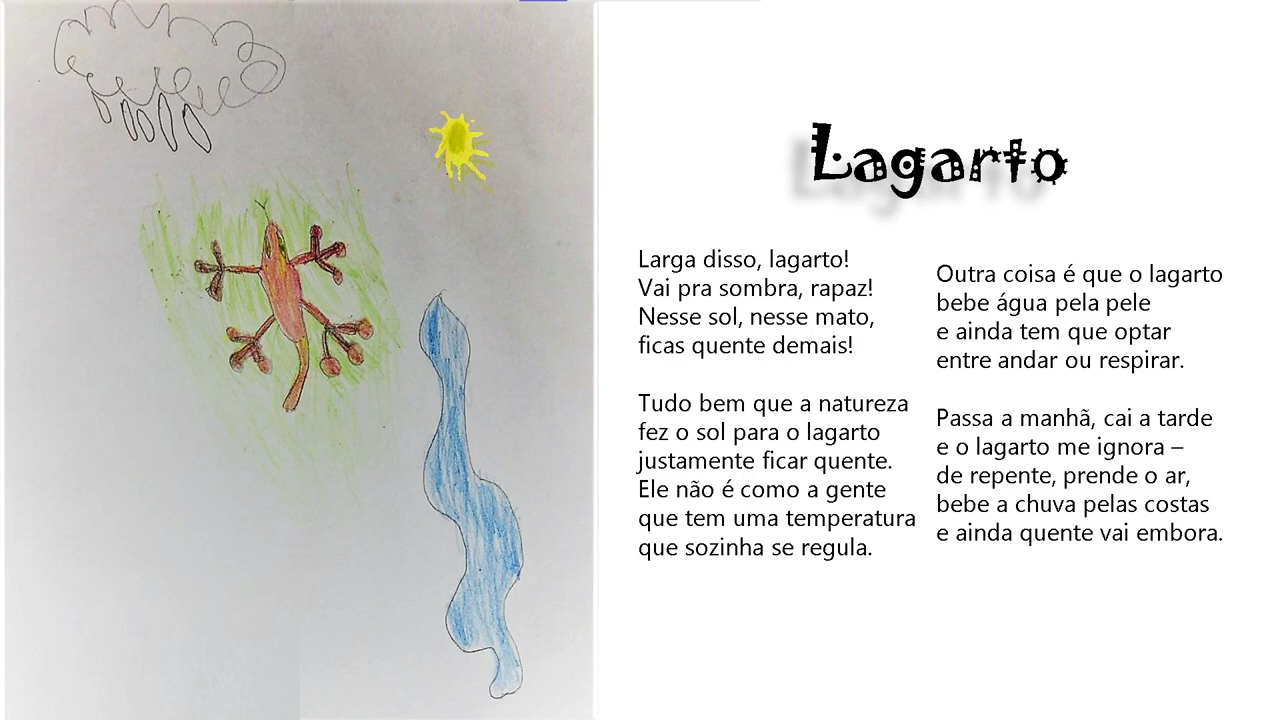 Lagarto
Larga disso, lagarto!
Vai pra sombra, rapaz!
Nesse sol, nesse mato,
ficas quente demais!
Tudo bem que a natureza
fez o sol para o lagarto
justamente ficar quente.
Ele não é como a gente
que tem uma temperatura
que sozinha se regula.
Outra coisa é que o lagarto
bebe água pela pele
e ainda tem que optar
entre andar ou respirar.
Passa a manhã, cai a tarde
e o lagarto me ignora –
de repente, prende o ar,
bebe a chuva pelas costas
e ainda quente vai embora.